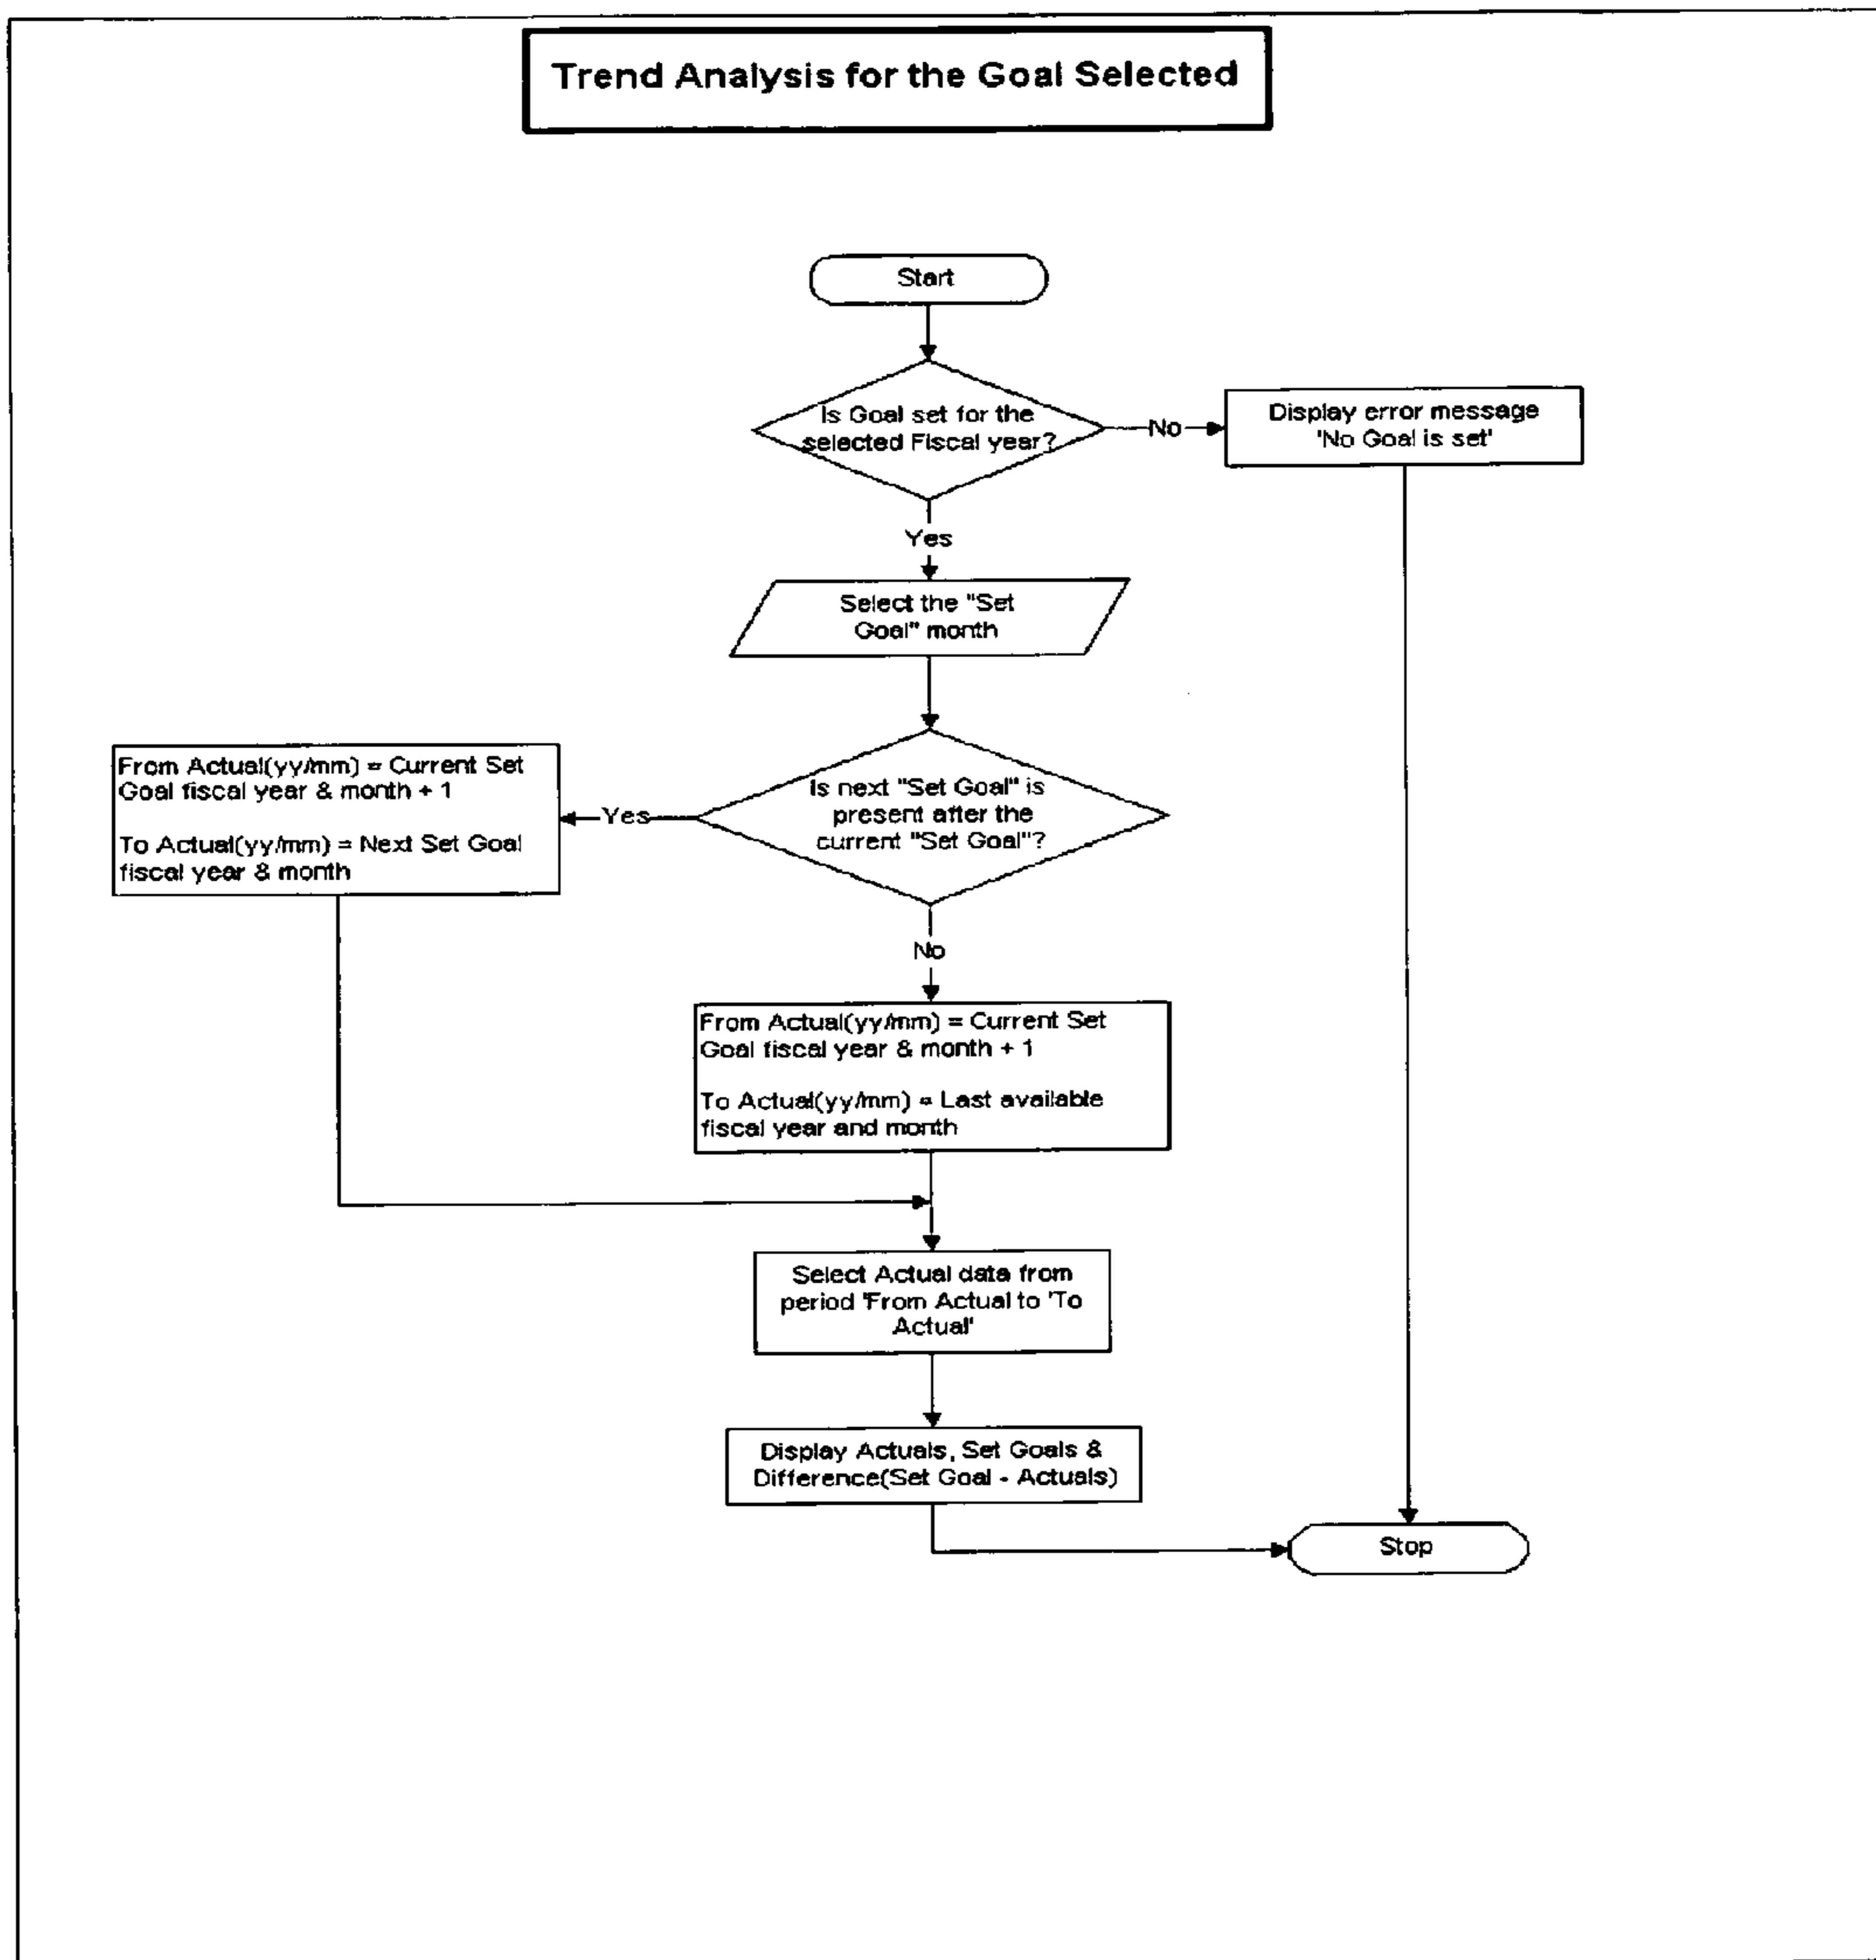 Trend Analysis for the Goal Selected
Start
Is Goal set for the
selected Fiscal year?
No
Display error message
'No Goal is set'
Yes
Select the "Set
Goal" month
Is next "Set Goal" is
present after the
current "Set Goal"?
Yes
From Actual(yy/mm) = Current Set
Goal fiscal year & month + 1
To Actual(yy/mm) = Next Set Goal
fiscal year & month
No
From Actual(yy/mm) = Current Set
Goal fiscal year & month + 1
To Actual(yy/mm) = Last available
fiscal year and month
Select Actual data from
period 'From Actual to 'To
Actual'
Display Actuals, Set Goals &
Difference(Set Goal - Actuals)
Stop